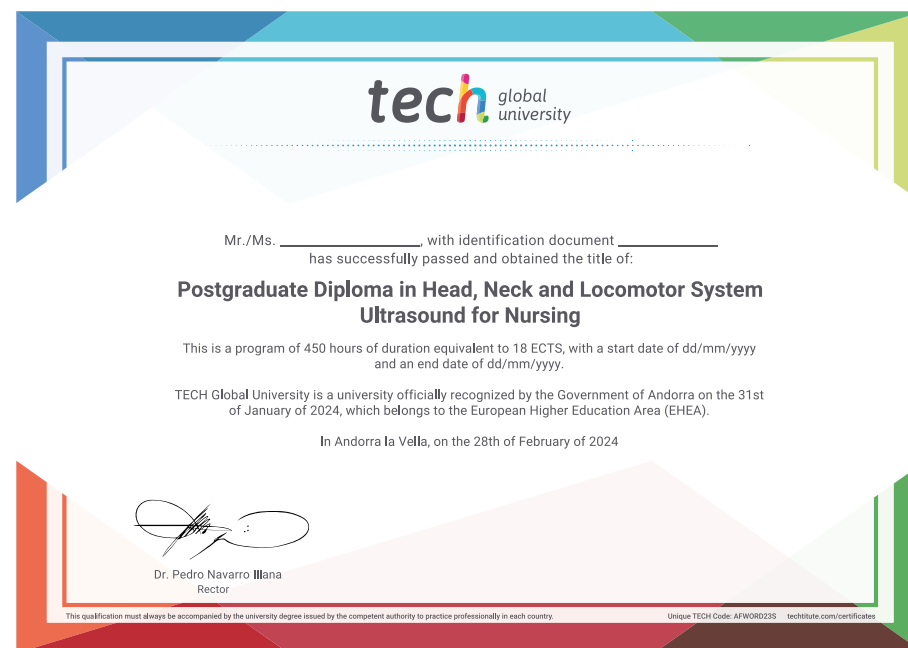 tech global university
Mr./Ms. ____________________, with identification document ______________
has successfully passed and obtained the title of:
Postgraduate Diploma in Head, Neck and Locomotor System
Ultrasound for Nursing
This is a program of 450 hours of duration equivalent to 18 ECTS, with a start date of dd/mm/yyyy
and an end date of dd/mm/yyyy.
TECH Global University is a university officially recognized by the Government of Andorra on the 31st
of January of 2024, which belongs to the European Higher Education Area (EHEA).
In Andorra la Vella, on the 28th of February of 2024
Dr. Pedro Navarro Illana
Rector
This qualification must always be accompanied by the university degree issued by the competent authority to practice professionally in each country. Unique TECH Code: AFWORD23S techtitute.com/certificates